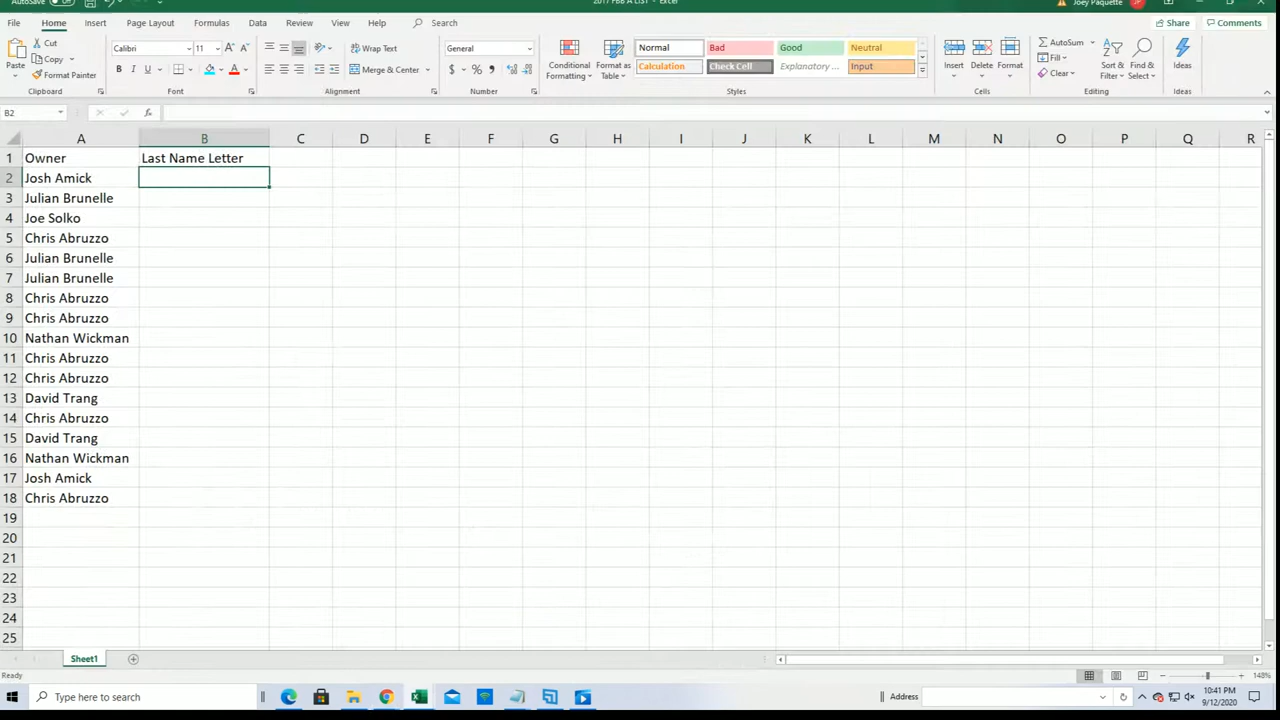 AutoSave Off 2017 PBB A LIST - Excel Joey Paquette
File Home Insert Page Layout Formulas Data Review View Help Search Share Comments
Paste Cut Copy Format Painter Clipboard
Calibri 11 B I U A Font
Wrap Text Merge & Center Alignment
General $ % , Number
Conditional Formatting Format as Table
Normal Bad Good Neutral
Calculation Check Cell Explanatory ... Input
Styles
Insert Delete Format Cells
AutoSum Fill Clear Sort & Filter Find & Select Editing
Ideas Ideas
B2 fx
A B C D E F G H I J K L M N O P Q R
1 Owner Last Name Letter
2 Josh Amick
3 Julian Brunelle
4 Joe Solko
5 Chris Abruzzo
6 Julian Brunelle
7 Julian Brunelle
8 Chris Abruzzo
9 Chris Abruzzo
10 Nathan Wickman
11 Chris Abruzzo
12 Chris Abruzzo
13 David Trang
14 Chris Abruzzo
15 David Trang
16 Nathan Wickman
17 Josh Amick
18 Chris Abruzzo
19
20
21
22
23
24
25
Sheet1
Ready 148%
Type here to search Address 10:41 PM
9/12/2020